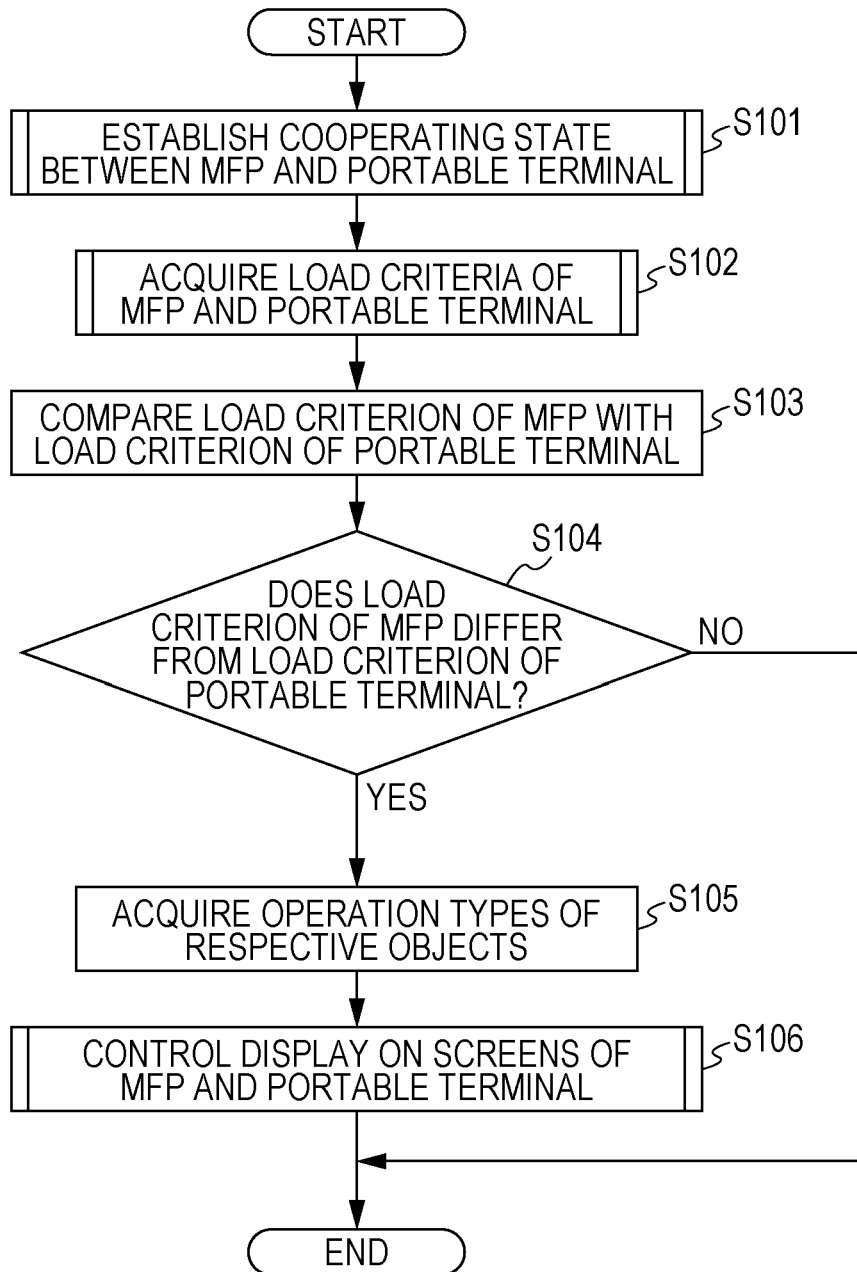 START
ESTABLISH COOPERATING STATE
BETWEEN MFP AND PORTABLE TERMINAL
S101
ACQUIRE LOAD CRITERIA OF
MFP AND PORTABLE TERMINAL
S102
COMPARE LOAD CRITERION OF MFP WITH
LOAD CRITERION OF PORTABLE TERMINAL
S103
S104
DOES LOAD
CRITERION OF MFP DIFFER
FROM LOAD CRITERION OF
PORTABLE TERMINAL?
NO
YES
ACQUIRE OPERATION TYPES OF
RESPECTIVE OBJECTS
S105
CONTROL DISPLAY ON SCREENS OF
MFP AND PORTABLE TERMINAL
S106
END